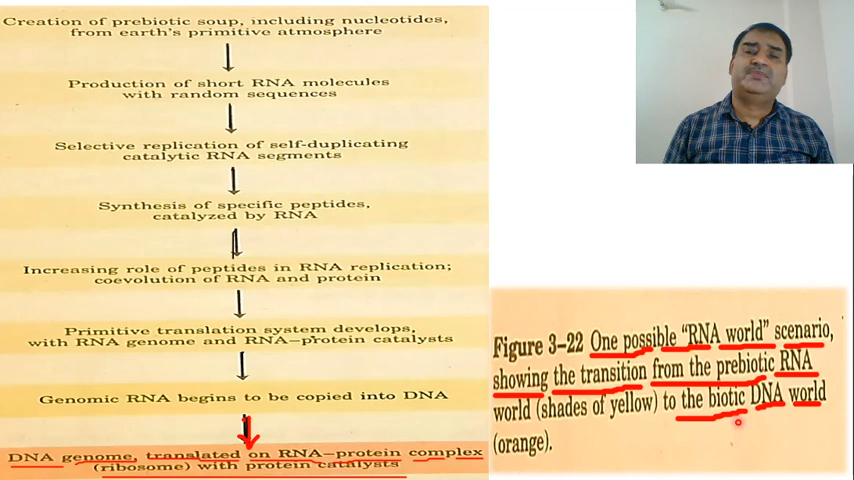 Creation of prebiotic soup, including nucleotides,
from earth's primitive atmosphere
Production of short RNA molecules
with random sequences
Selective replication of self-duplicating
catalytic RNA segments
Synthesis of specific peptides,
catalyzed by RNA
Increasing role of peptides in RNA replication;
coevolution of RNA and protein
Primitive translation system develops,
with RNA genome and RNA-protein catalysts
Genomic RNA begins to be copied into DNA
DNA genome, translated on RNA-protein complex
(ribosome) with protein catalysts
Figure 3-22 One possible "RNA world" scenario,
showing the transition from the prebiotic RNA
world (shades of yellow) to the biotic DNA world
(orange).